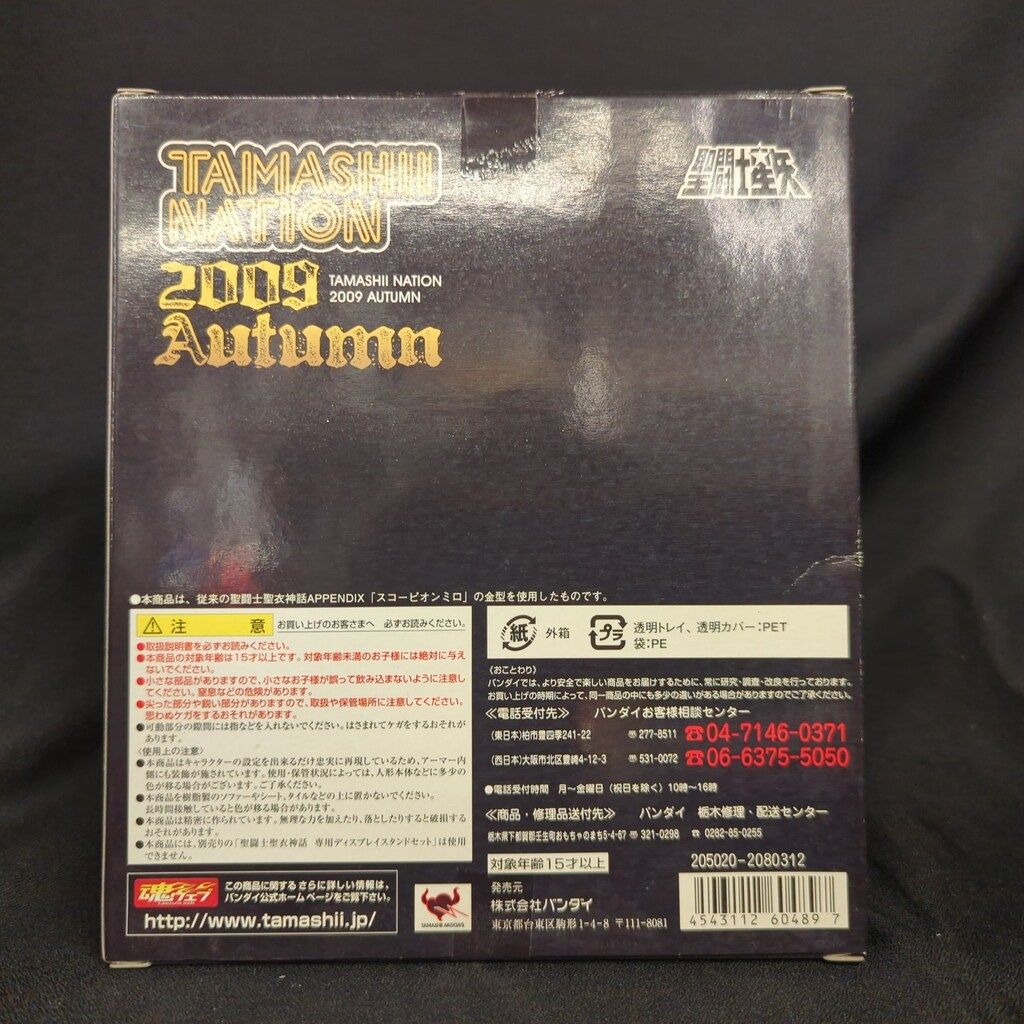 TAMASHII
NATION
2009
Autumn
TAMASHII NATION
2009 AUTUMN
聖闘士星矢
●本商品は、従来の聖闘士聖衣神話APPENDIX「スコーピオンミロ」の金型を使用したものです。
注 意
お買い上げのお客さまへ 必ずお読みください。
●取扱説明書を必ずお読みください。
●本商品の対象年齢は15才以上です。対象年齢未満のお子様には絶対に与え
ないでください。
●小さな部品がありますので、小さなお子様が誤って飲み込まないように注意し
てください。窒息などの危険があります。
●尖った部分や鋭い部分がありますので、取扱や保管場所に注意してください。
思わぬケガをするおそれがあります。
●可動部分の隙間には指などを入れないでください。はさまれてケガをするおそれが
あります。
〈使用上の注意〉
●本商品はキャラクターの設定を出来るだけ忠実に再現しているため、アーマー内
側にも装飾が施されています。使用・保管状況によっては、人形本体などに多少の
色が移る場合がございます。ご了承ください。
●本商品を樹脂製のソファーやシート、タイルなどの上に置かないでください。
長時間接触していると色が移る場合があります。
●本商品は精密に作られています。無理な力を加えたり、落としたりすると破損する
おそれがあります。
●本商品には、別売りの「聖闘士聖衣神話 専用ディスプレイスタンドセット」は使用
できません。
魂ウェブ
この商品に関する さらに詳しい情報は、
バンダイ公式ホームページをご覧下さい。
http://www.tamashii.jp/
TAMASHII NATIONS
紙 外箱
プラ 透明トレイ、透明カバー:PET
袋:PE
〈おことわり〉
バンダイでは、より安全で楽しい商品をお届けするために、常に研究・調査・改良を行っております。
お買い上げの時期によって、同一商品の中にも多少の違いがある場合がありますのでご了承ください。
≪電話受付先≫ バンダイお客様相談センター
(東日本)柏市豊四季241-22 〒277-8511 ☎04-7146-0371
(西日本)大阪市北区豊崎4-12-3 〒531-0072 ☎06-6375-5050
●電話受付時間 月〜金曜日(祝日を除く)10時〜16時
≪商品・修理品送付先≫ バンダイ 栃木修理・配送センター
栃木県下都賀郡壬生町おもちゃのまち5-4-67 〒321-0298 ☎0282-85-0255
対象年齢15才以上
205020-2080312
発売元
株式会社バンダイ
東京都台東区駒形1-4-8 〒111-8081
4543112 604897